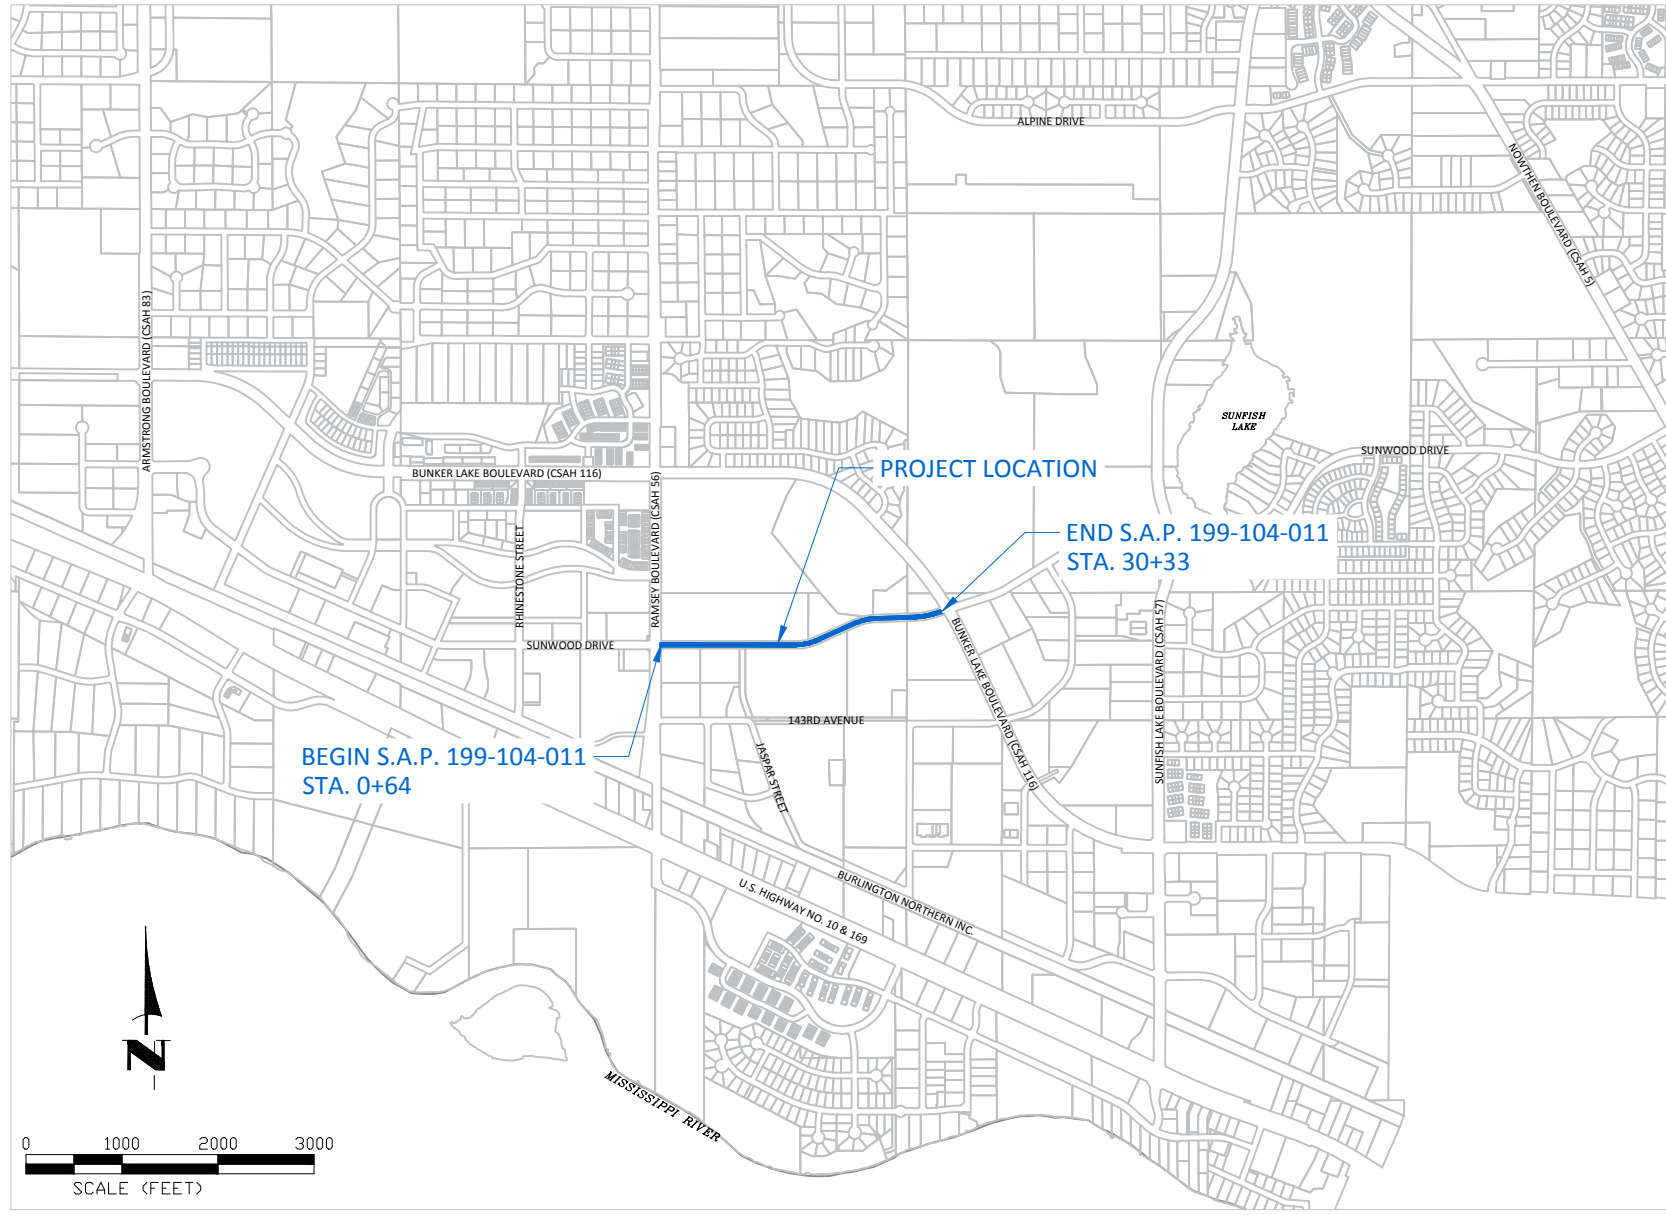 ALPINE DRIVE
NOWTHEN BOULEVARD (CSAH 5)
ARMSTRONG BOULEVARD (CSAH 83)
SUNFISH
LAKE
SUNWOOD DRIVE
BUNKER LAKE BOULEVARD (CSAH 116)
PROJECT LOCATION
RAMSEY BOULEVARD (CSAH 56)
RHINESTONE STREET
END S.A.P. 199-104-011
STA. 30+33
SUNWOOD DRIVE
BUNKER LAKE BOULEVARD (CSAH 116)
SUNFISH LAKE BOULEVARD (CSAH 57)
143RD AVENUE
JASPAR STREET
BEGIN S.A.P. 199-104-011
STA. 0+64
BURLINGTON NORTHERN INC.
U.S. HIGHWAY NO. 10 & 169
N
MISSISSIPPI RIVER
0 1000 2000 3000
SCALE (FEET)